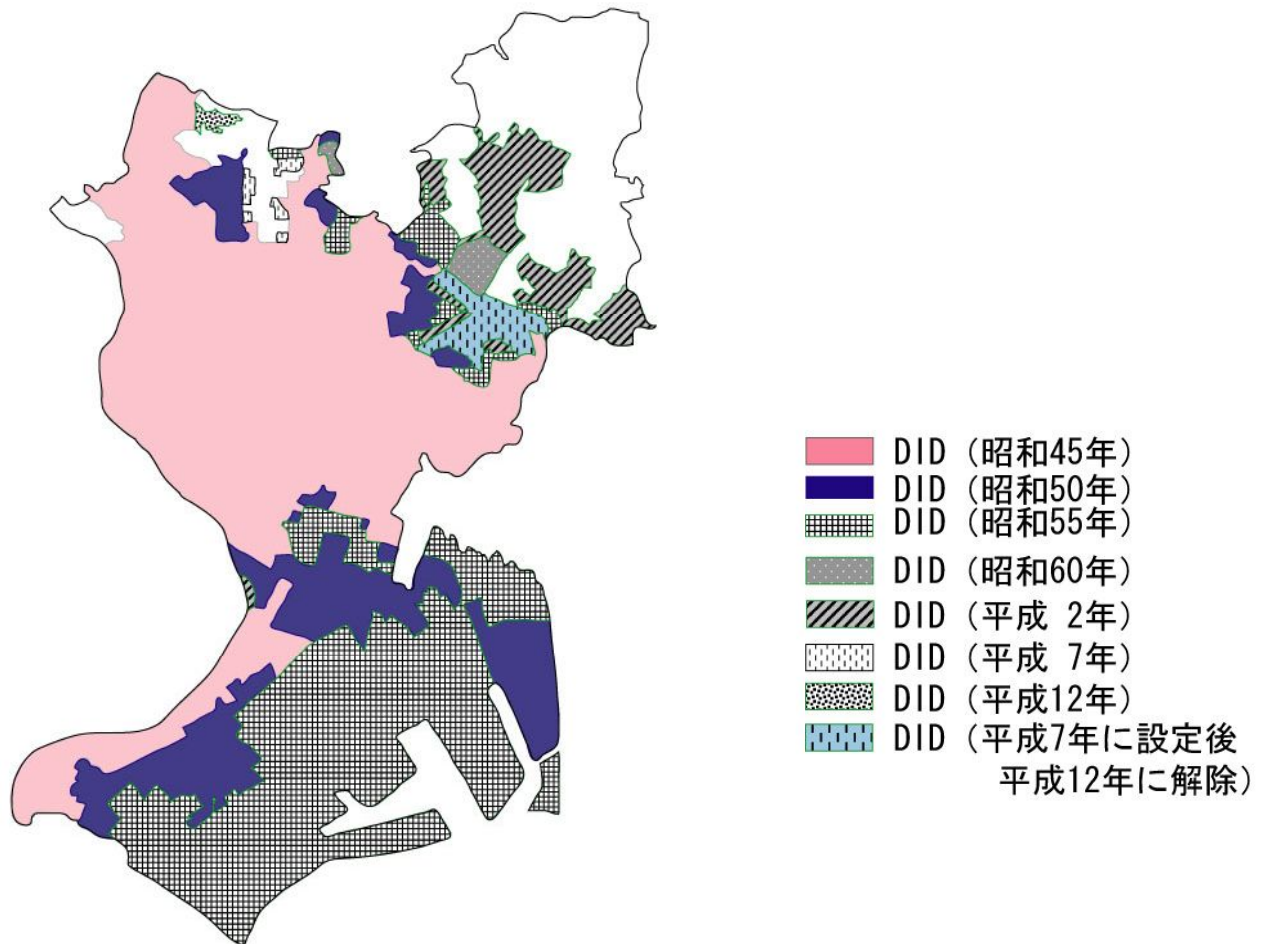 DID（昭和45年）
DID（昭和50年）
DID（昭和55年）
DID（昭和60年）
DID（平成 2年）
DID（平成 7年）
DID（平成12年）
DID（平成7年に設定後
平成12年に解除）